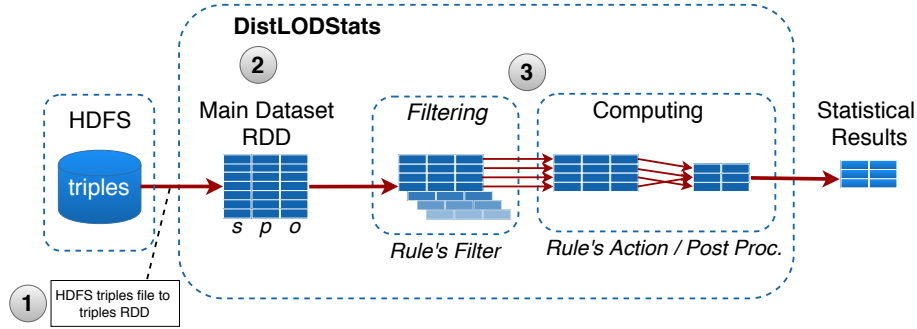 DistLODStats
2
3
HDFS
Main Dataset
RDD
Filtering
Computing
Statistical
Results
triples
s p o
Rule's Filter
Rule's Action / Post Proc.
1
HDFS triples file to
triples RDD